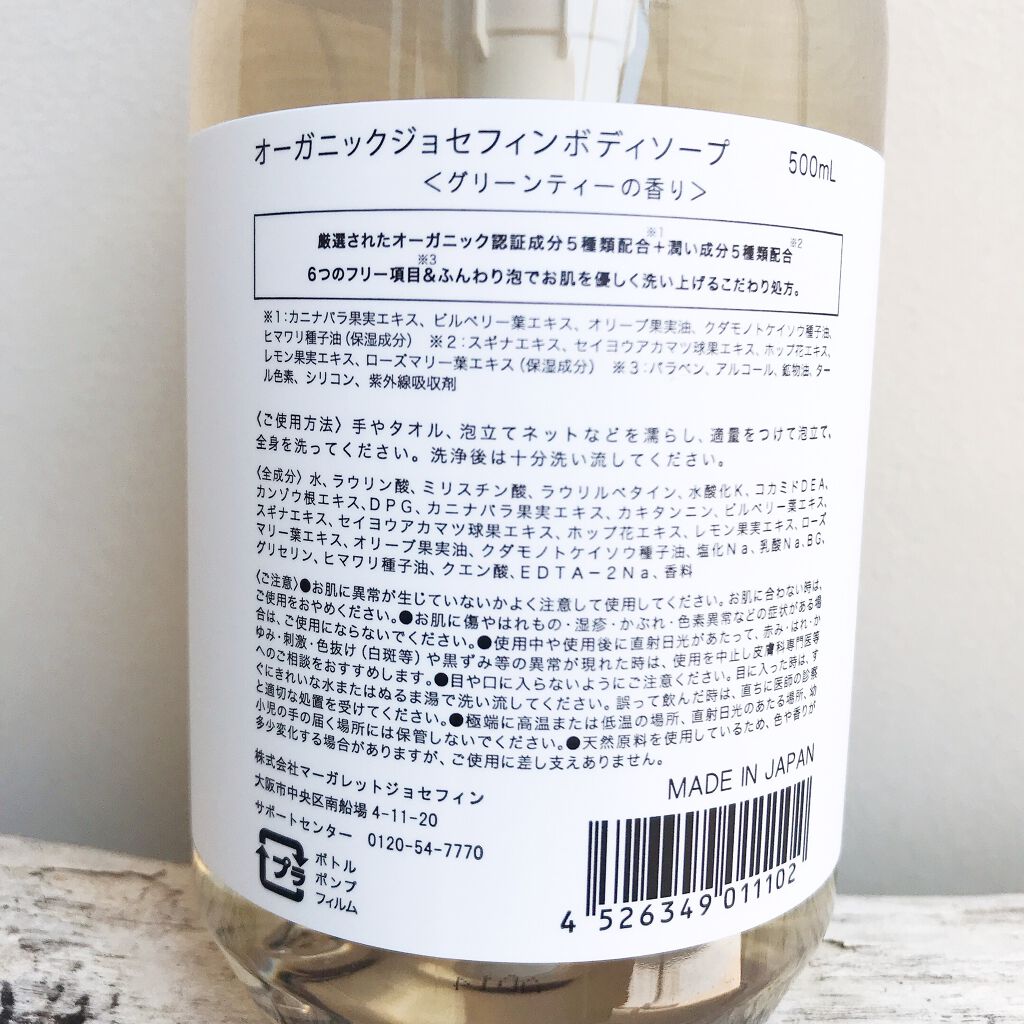 オーガニックジョセフィンボディソープ 500mL
<グリーンティーの香り>
厳選されたオーガニック認証成分5種類配合※1+潤い成分5種類配合※2
6つのフリー項目※3&ふんわり泡でお肌を優しく洗い上げるこだわり処方。
※1:カニナバラ果実エキス、ビルベリー葉エキス、オリーブ果実油、クダモノトケイソウ種子油、
ヒマワリ種子油(保湿成分) ※2:スギナエキス、セイヨウアカマツ球果エキス、ホップ花エキス、
レモン果実エキス、ローズマリー葉エキス(保湿成分) ※3:パラベン、アルコール、鉱物油、ター
ル色素、シリコン、紫外線吸収剤
〈ご使用方法〉手やタオル、泡立てネットなどを濡らし、適量をつけて泡立て、
全身を洗ってください。洗浄後は十分洗い流してください。
〈全成分〉水、ラウリン酸、ミリスチン酸、ラウリルベタイン、水酸化K、コカミドDEA、
カンゾウ根エキス、DPG、カニナバラ果実エキス、カキタンニン、ビルベリー葉エキス、
スギナエキス、セイヨウアカマツ球果エキス、ホップ花エキス、レモン果実エキス、ローズ
マリー葉エキス、オリーブ果実油、クダモノトケイソウ種子油、塩化Na、乳酸Na、BG、
グリセリン、ヒマワリ種子油、クエン酸、EDTA-2Na、香料
〈ご注意〉●お肌に異常が生じていないかよく注意して使用してください。お肌に合わない時は、
ご使用をおやめください。●お肌に傷やはれもの・湿疹・かぶれ・色素異常などの症状がある場
合は、ご使用にならないでください。●使用中や使用後に直射日光があたって、赤み・はれ・か
ゆみ・刺激・色抜け(白斑等)や黒ずみ等の異常が現れた時は、使用を中止し皮膚科専門医等
へのご相談をおすすめします。●目や口に入らないようにご注意ください。目に入った時は、す
ぐにきれいな水またはぬるま湯で洗い流してください。誤って飲んだ時は、直ちに医師の診察
と適切な処置を受けてください。●極端に高温または低温の場所、直射日光のあたる場所、幼
小児の手の届く場所には保管しないでください。●天然原料を使用しているため、色や香りが
多少変化する場合がありますが、ご使用に差し支えありません。
株式会社マーガレットジョセフィン
大阪市中央区南船場4-11-20
サポートセンター 0120-54-7770
MADE IN JAPAN
プラ
ボトル
ポンプ
フィルム
4 526349 011102